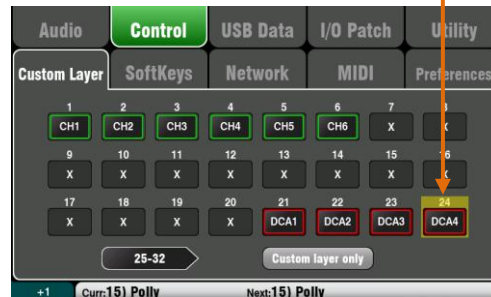 Audio Control USB Data I/O Patch Utility
Custom Layer SoftKeys Network MIDI Preferences
1 2 3 4 5 6 7 8
CH1 CH2 CH3 CH4 CH5 CH6 X X
9 10 11 12 13 14 15 16
X X X X X X X X
17 18 19 20 21 22 23 24
X X X X DCA1 DCA2 DCA3 DCA4
25-32 Custom layer only
+1 Curr:15) Polly Next:15) Polly